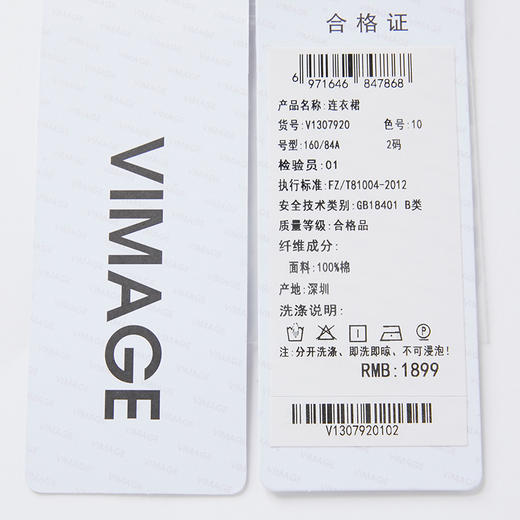 VIMAGE
合格证
6 971646 847868
产品名称:连衣裙
货号:V1307920 色号:10
号型:160/84A 2码
检验员:01
执行标准:FZ/T81004-2012
安全技术类别:GB18401 B类
质量等级:合格品
纤维成分:
面料:100%棉
产地:深圳
洗涤说明:
注:分开洗涤、即洗即晾、不可浸泡!
RMB:1899
V1307920102